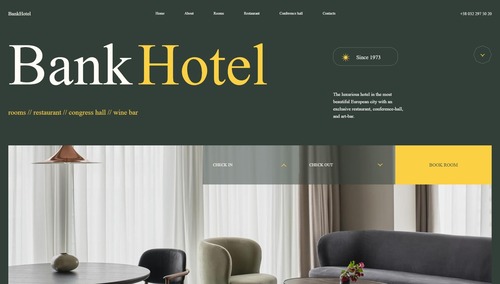 BankHotel
Home About Rooms Restaurant Conference hall Contacts
+38 032 297 50 20
Bank Hotel
Since 1973
rooms // restaurant // congress hall // wine bar
The luxurious hotel in the most
beautiful European city with an
exclusive restaurant, conference-hall,
and art-bar.
CHECK IN
CHECK OUT
BOOK ROOM